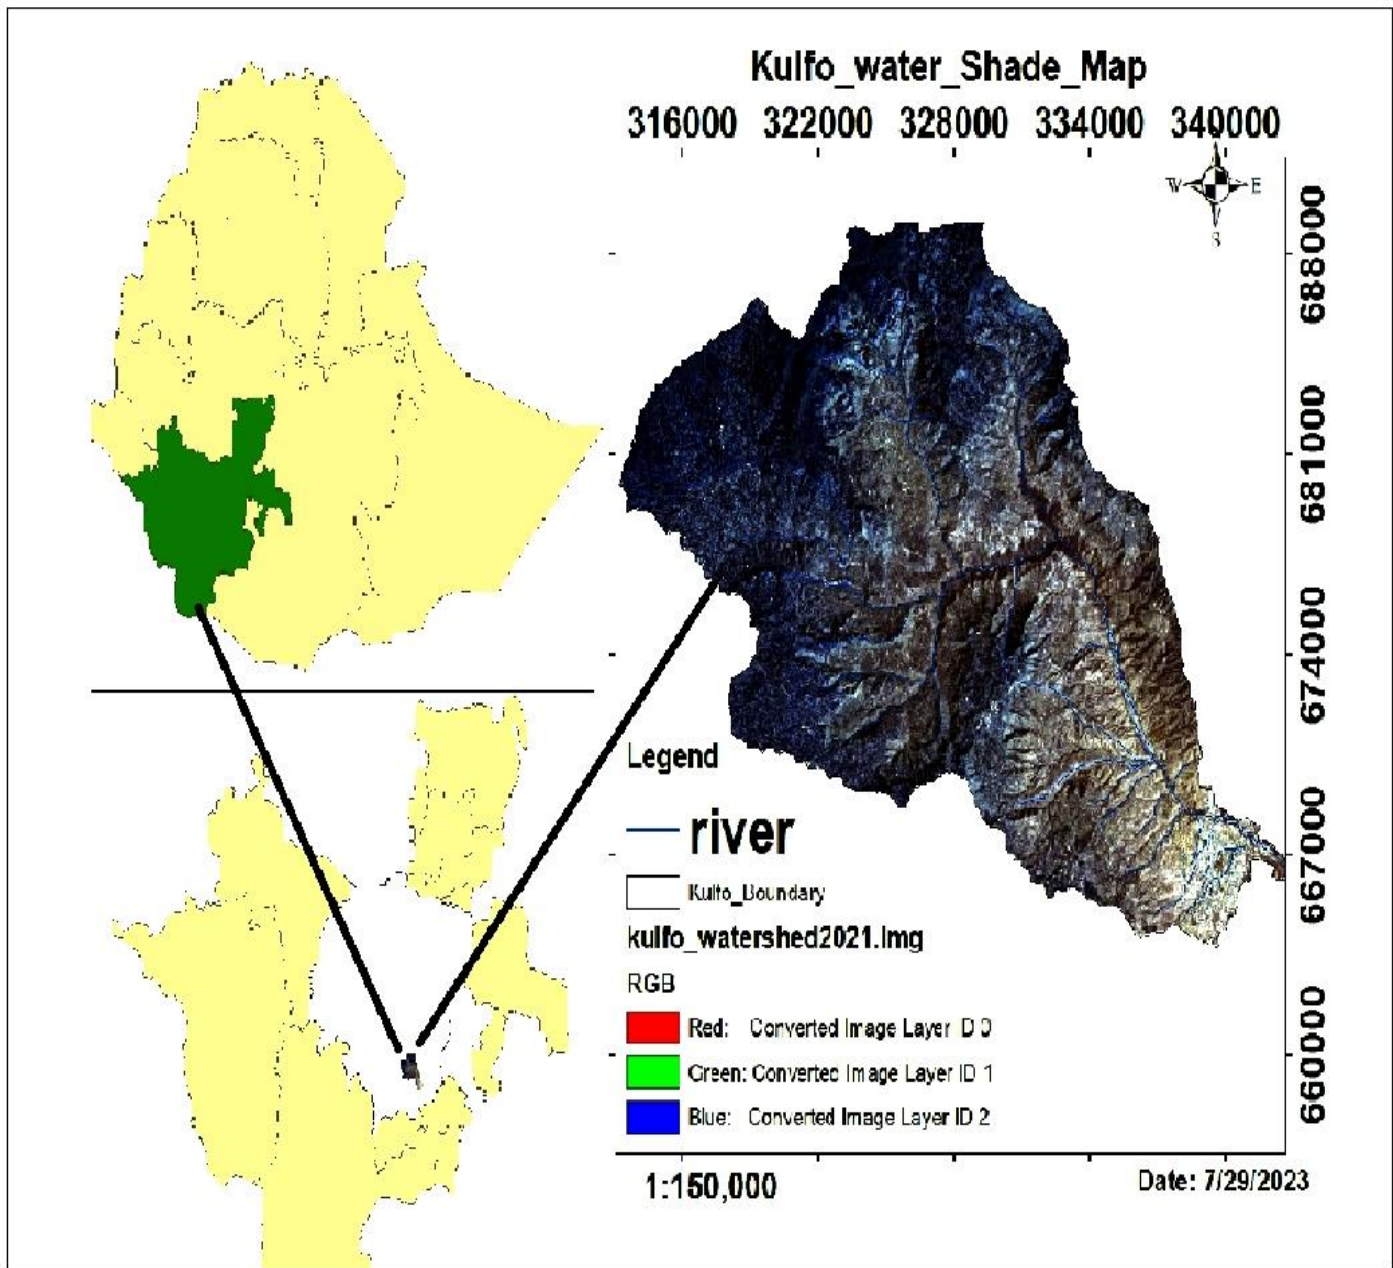 Kulfo_water_Shade_Map
316000 322000 328000 334000 340000
W E
S
688000
681000
674000
667000
660000
Legend
river
Kulfo_Boundary
kulfo_watershed2021.img
RGB
Red: Converted Image Layer ID 0
Green: Converted Image Layer ID 1
Blue: Converted Image Layer ID 2
1:150,000
Date: 7/29/2023